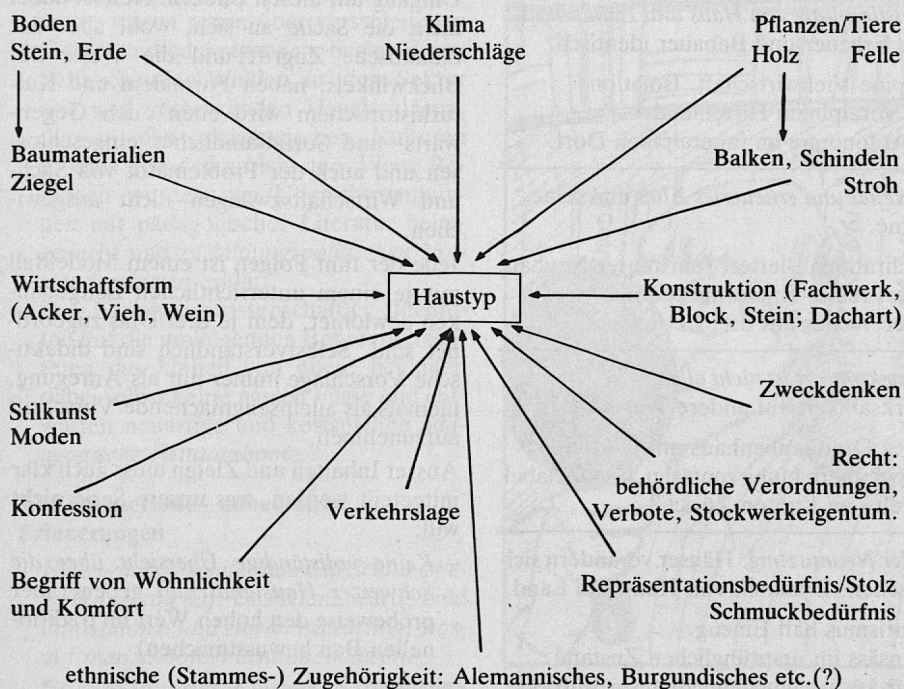 Boden
Stein, Erde
Klima
Niederschläge
Pflanzen/Tiere
Holz Felle
Baumaterialien
Ziegel
Balken, Schindeln
Stroh
Wirtschaftsform
(Acker, Vieh, Wein)
Haustyp
Konstruktion (Fachwerk,
Block, Stein; Dachart)
Stilkunst
Moden
Zweckdenken
Konfession
Verkehrslage
Recht:
behördliche Verordnungen,
Verbote, Stockwerkeigentum.
Begriff von Wohnlichkeit
und Komfort
Repräsentationsbedürfnis/Stolz
Schmuckbedürfnis
ethnische (Stammes-) Zugehörigkeit: Alemannisches, Burgundisches etc.(?)